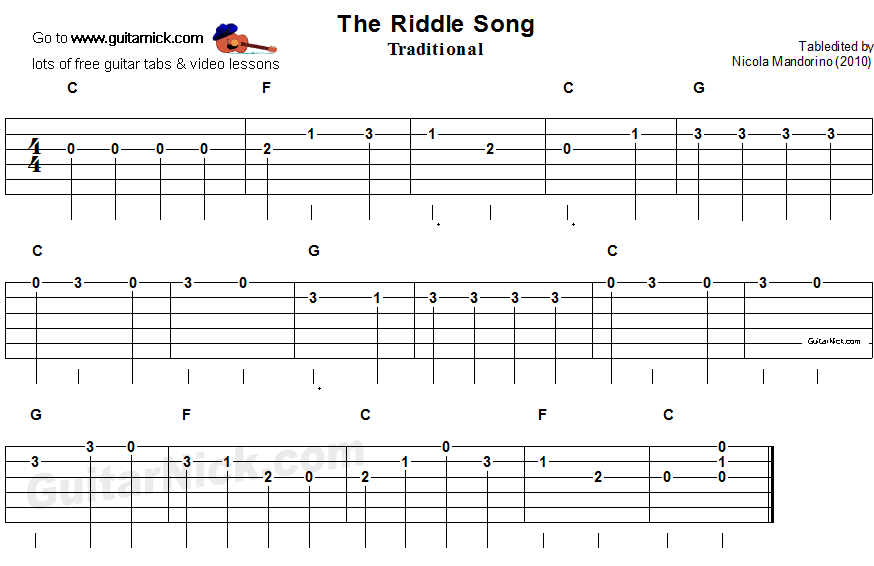 The Riddle Song
Traditional
Go to www.guitarnick.com
lots of free guitar tabs & video lessons
Tabledited by
Nicola Mandorino (2010)
C F C G
4
4
0 0 0 0 2 1 3 1 2 0 1 3 3 3 3
C G C
0 3 0 3 0 3 1 3 3 3 3 0 3 0 3 0
GuitarNick.com
G F C F C
3 3 0 3 1 2 0 2 1 0 3 1 2 0 0
1
0
GuitarNick.com